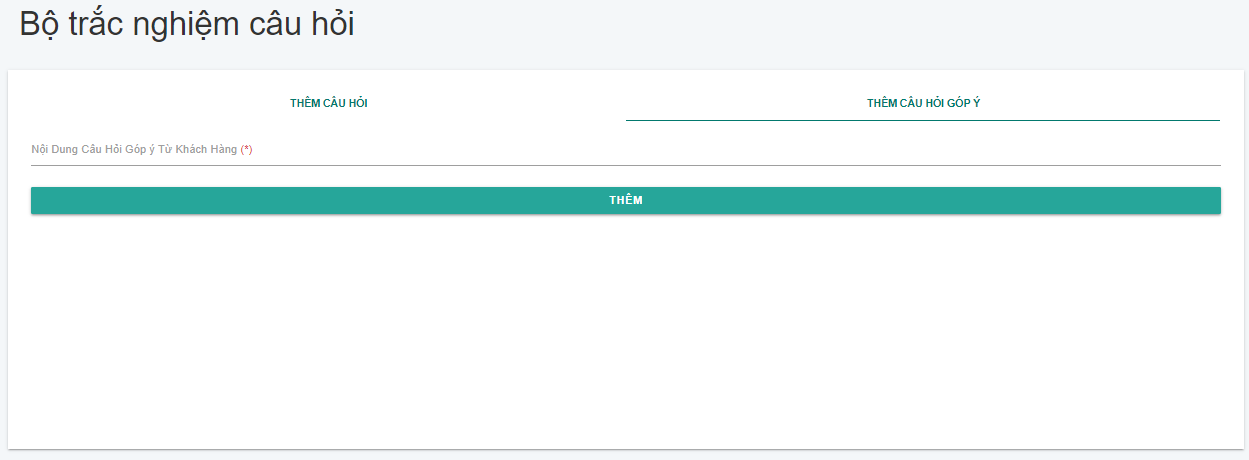 Bộ trắc nghiệm câu hỏi
THÊM CÂU HỎI
THÊM CÂU HỎI GÓP Ý
Nội Dung Câu Hỏi Góp ý Từ Khách Hàng (*)
THÊM